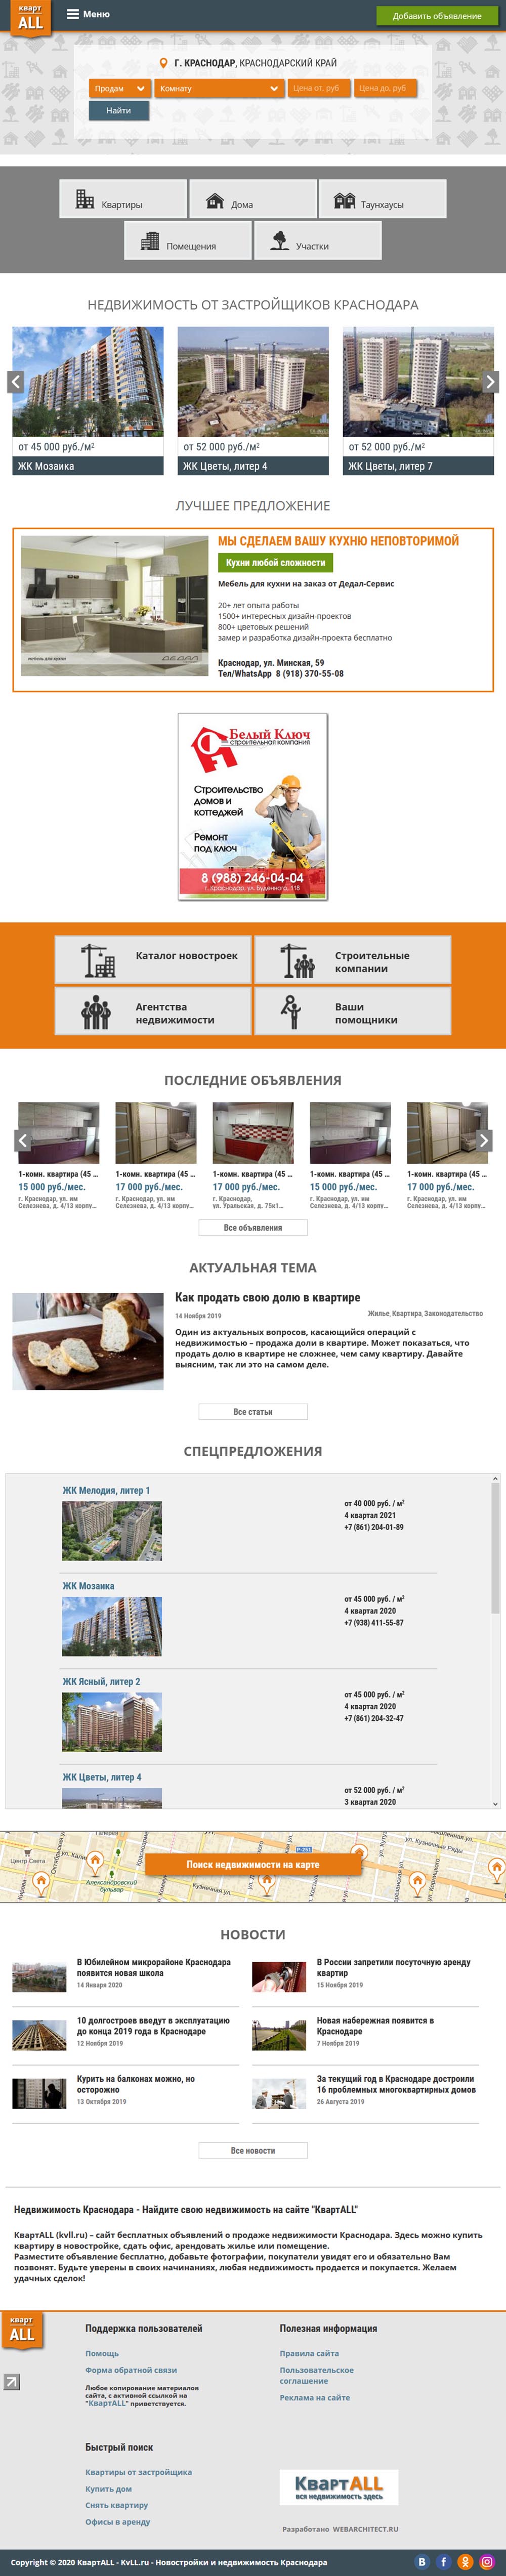 кварт
ALL
Меню
Добавить объявление
Г. КРАСНОДАР, КРАСНОДАРСКИЙ КРАЙ
Продам
Комнату
Цена от, руб
Цена до, руб
Найти
Квартиры
Дома
Таунхаусы
Помещения
Участки
НЕДВИЖИМОСТЬ ОТ ЗАСТРОЙЩИКОВ КРАСНОДАРА
от 45 000 руб./м²
ЖК Мозаика
от 52 000 руб./м²
ЖК Цветы, литер 4
от 52 000 руб./м²
ЖК Цветы, литер 7
ЛУЧШЕЕ ПРЕДЛОЖЕНИЕ
мебель для кухни
ДЕДАЛ
МЫ СДЕЛАЕМ ВАШУ КУХНЮ НЕПОВТОРИМОЙ
Кухни любой сложности
Мебель для кухни на заказ от Дедал-Сервис
20+ лет опыта работы
1500+ интересных дизайн-проектов
800+ цветовых решений
замер и разработка дизайн-проекта бесплатно
Краснодар, ул. Минская, 59
Тел/WhatsApp 8 (918) 370-55-08
Белый Ключ
строительная компания
Строительство
домов и
коттеджей
Ремонт
под ключ
8 (988) 246-04-04
г. Краснодар, ул. Буденного, 118
Каталог новостроек
Строительные
компании
Агентства
недвижимости
Ваши
помощники
ПОСЛЕДНИЕ ОБЪЯВЛЕНИЯ
1-комн. квартира (45 ...
15 000 руб./мес.
г. Краснодар, ул. им
Селезнева, д. 4/13 корпу...
1-комн. квартира (45 ...
17 000 руб./мес.
г. Краснодар, ул. им
Селезнева, д. 4/13 корпу...
1-комн. квартира (45 ...
17 000 руб./мес.
г. Краснодар,
ул. Уральская, д. 75к1...
1-комн. квартира (45 ...
15 000 руб./мес.
г. Краснодар, ул. им
Селезнева, д. 4/13 корпу...
1-комн. квартира (45 ...
17 000 руб./мес.
г. Краснодар, ул. им
Селезнева, д. 4/13 корпу...
Все объявления
АКТУАЛЬНАЯ ТЕМА
Как продать свою долю в квартире
14 Ноября 2019
Жилье, Квартира, Законодательство
Один из актуальных вопросов, касающийся операций с
недвижимостью – продажа доли в квартире. Может показаться, что
продать долю в квартире не сложнее, чем саму квартиру. Давайте
выясним, так ли это на самом деле.
Все статьи
СПЕЦПРЕДЛОЖЕНИЯ
ЖК Мелодия, литер 1
от 40 000 руб. / м²
4 квартал 2021
+7 (861) 204-01-89
ЖК Мозаика
от 45 000 руб. / м²
4 квартал 2020
+7 (938) 411-55-87
ЖК Ясный, литер 2
от 45 000 руб. / м²
4 квартал 2020
+7 (861) 204-32-47
ЖК Цветы, литер 4
от 52 000 руб. / м²
3 квартал 2020
Центр Света
Александровский
бульвар
Р-251
ул. Кузнечные Ряды
Кузнечная ул.
Поиск недвижимости на карте
НОВОСТИ
В Юбилейном микрорайоне Краснодара
появится новая школа
14 Января 2020
В России запретили посуточную аренду
квартир
15 Ноября 2019
10 долгостроев введут в эксплуатацию
до конца 2019 года в Краснодаре
12 Ноября 2019
Новая набережная появится в
Краснодаре
7 Ноября 2019
Курить на балконах можно, но
осторожно
13 Октября 2019
За текущий год в Краснодаре достроили
16 проблемных многоквартирных домов
26 Августа 2019
Все новости
Недвижимость Краснодара - Найдите свою недвижимость на сайте "КвартALL"
КвартALL (kvll.ru) – сайт бесплатных объявлений о продаже недвижимости Краснодара. Здесь можно купить
квартиру в новостройке, сдать офис, арендовать жилье или помещение.
Разместите объявление бесплатно, добавьте фотографии, покупатели увидят его и обязательно Вам
позвонят. Будьте уверены в своих начинаниях, любая недвижимость продается и покупается. Желаем
удачных сделок!
кварт
ALL
Поддержка пользователей
Помощь
Форма обратной связи
Любое копирование материалов
сайта, с активной ссылкой на
"КвартALL" приветствуется.
Полезная информация
Правила сайта
Пользовательское
соглашение
Реклама на сайте
Быстрый поиск
Квартиры от застройщика
Купить дом
Снять квартиру
Офисы в аренду
КвартALL
вся недвижимость здесь
Разработано WEBARCHITECT.RU
Copyright © 2020 КвартALL - KvLL.ru - Новостройки и недвижимость Краснодара